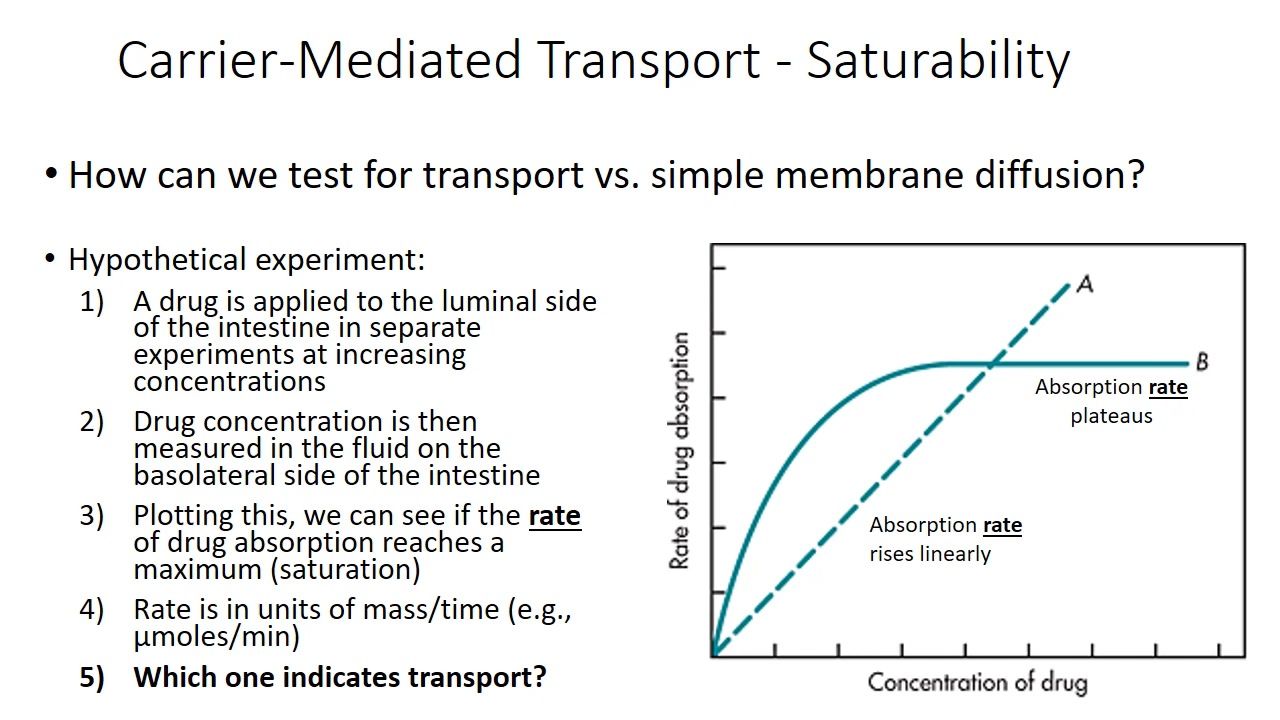 Carrier-Mediated Transport - Saturability
• How can we test for transport vs. simple membrane diffusion?
• Hypothetical experiment:
1) A drug is applied to the luminal side
of the intestine in separate
experiments at increasing
concentrations
2) Drug concentration is then
measured in the fluid on the
basolateral side of the intestine
3) Plotting this, we can see if the rate
of drug absorption reaches a
maximum (saturation)
4) Rate is in units of mass/time (e.g.,
µmoles/min)
5) Which one indicates transport?
Rate of drug absorption
A
B
Absorption rate
plateaus
Absorption rate
rises linearly
Concentration of drug